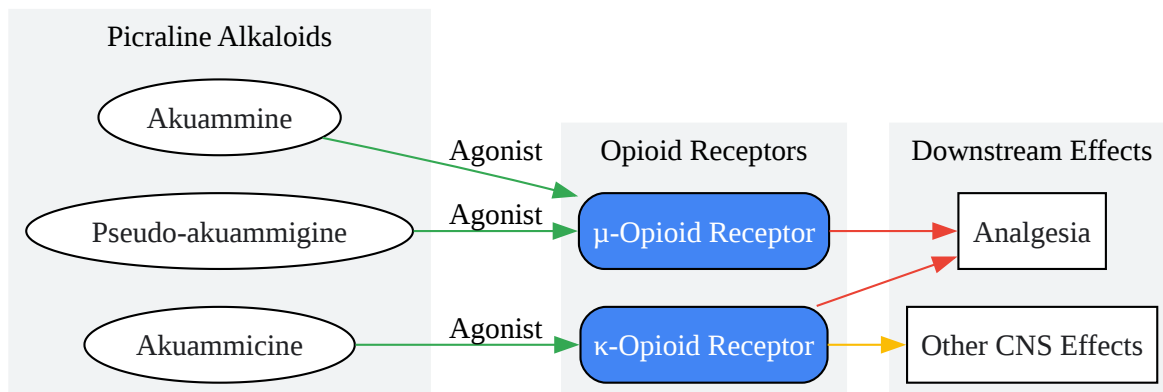 Picraline Alkaloids
Akuammine
Pseudo-akuammigine
Akuammicine
Agonist
Agonist
Agonist
Opioid Receptors
µ-Opioid Receptor
κ-Opioid Receptor
Downstream Effects
Analgesia
Other CNS Effects